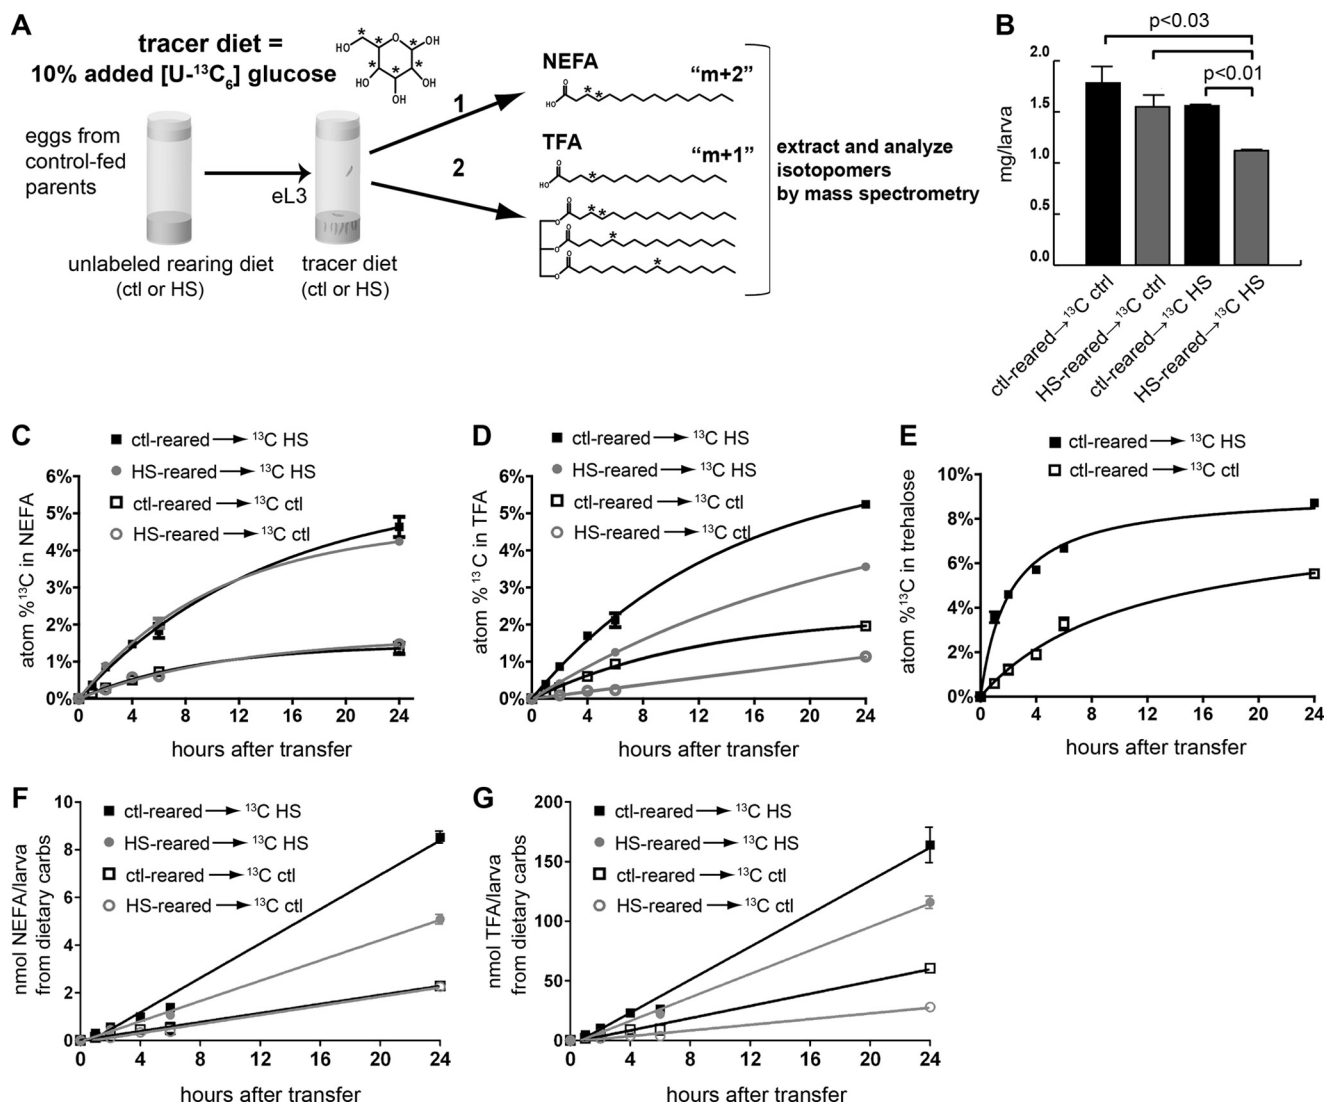 A
tracer diet =
10% added [U-¹³C₆] glucose
* * * * * *
HO
O
OH
HO
OH
OH
eggs from
control-fed
parents
eL3
unlabeled rearing diet
(ctl or HS)
tracer diet
(ctl or HS)
1
2
NEFA
“m+2”
O
HO
* *
TFA
“m+1”
O
HO
*
O
O
* *
O
O
*
O
O
*
extract and analyze
isotopomers
by mass spectrometry
B
p<0.03
p<0.01
mg/larva
2.0
1.5
1.0
0.0
ctl-reared→¹³C ctrl
HS-reared→¹³C ctrl
ctl-reared→¹³C HS
HS-reared→¹³C HS
C
ctl-reared → ¹³C HS
HS-reared → ¹³C HS
ctl-reared → ¹³C ctl
HS-reared → ¹³C ctl
atom %¹³C in NEFA
6%
5%
4%
3%
2%
1%
0%
0 4 8 12 16 20 24
hours after transfer
D
ctl-reared → ¹³C HS
HS-reared → ¹³C HS
ctl-reared → ¹³C ctl
HS-reared → ¹³C ctl
atom %¹³C in TFA
6%
5%
4%
3%
2%
1%
0%
0 4 8 12 16 20 24
hours after transfer
E
ctl-reared → ¹³C HS
ctl-reared → ¹³C ctl
atom %¹³C in trehalose
10%
8%
6%
4%
2%
0%
0 4 8 12 16 20 24
hours after transfer
F
ctl-reared → ¹³C HS
HS-reared → ¹³C HS
ctl-reared → ¹³C ctl
HS-reared → ¹³C ctl
nmol NEFA/larva
from dietary carbs
10
8
6
4
2
0
0 4 8 12 16 20 24
hours after transfer
G
ctl-reared → ¹³C HS
HS-reared → ¹³C HS
ctl-reared → ¹³C ctl
HS-reared → ¹³C ctl
nmol TFA/larva
from dietary carbs
200
150
100
50
0
0 4 8 12 16 20 24
hours after transfer